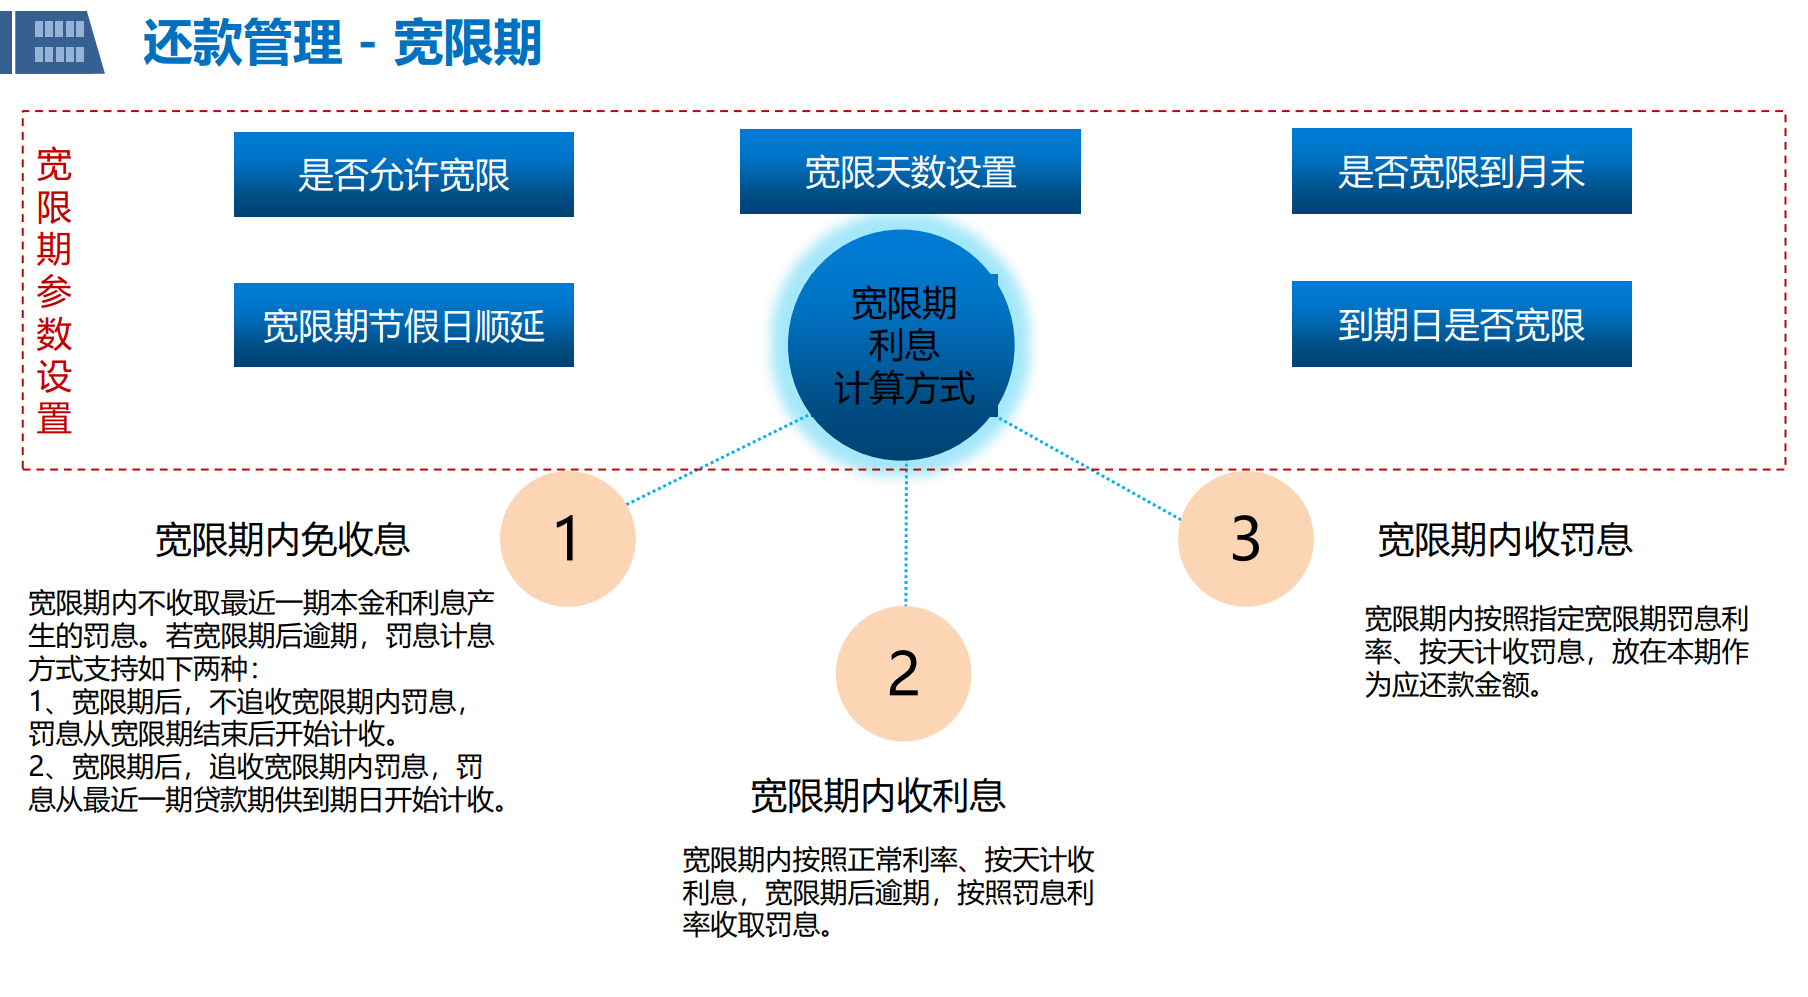 还款管理 - 宽限期
宽限期参数设置
是否允许宽限
宽限天数设置
是否宽限到月末
宽限期节假日顺延
宽限期
利息
计算方式
到期日是否宽限
1
宽限期内免收息
宽限期内不收取最近一期本金和利息产
生的罚息。若宽限期后逾期，罚息计息
方式支持如下两种：
1、宽限期后，不追收宽限期内罚息，
罚息从宽限期结束后开始计收。
2、宽限期后，追收宽限期内罚息，罚
息从最近一期贷款期供到期日开始计收。
2
宽限期内收利息
宽限期内按照正常利率、按天计收
利息，宽限期后逾期，按照罚息利
率收取罚息。
3
宽限期内收罚息
宽限期内按照指定宽限期罚息利
率、按天计收罚息，放在本期作
为应还款金额。